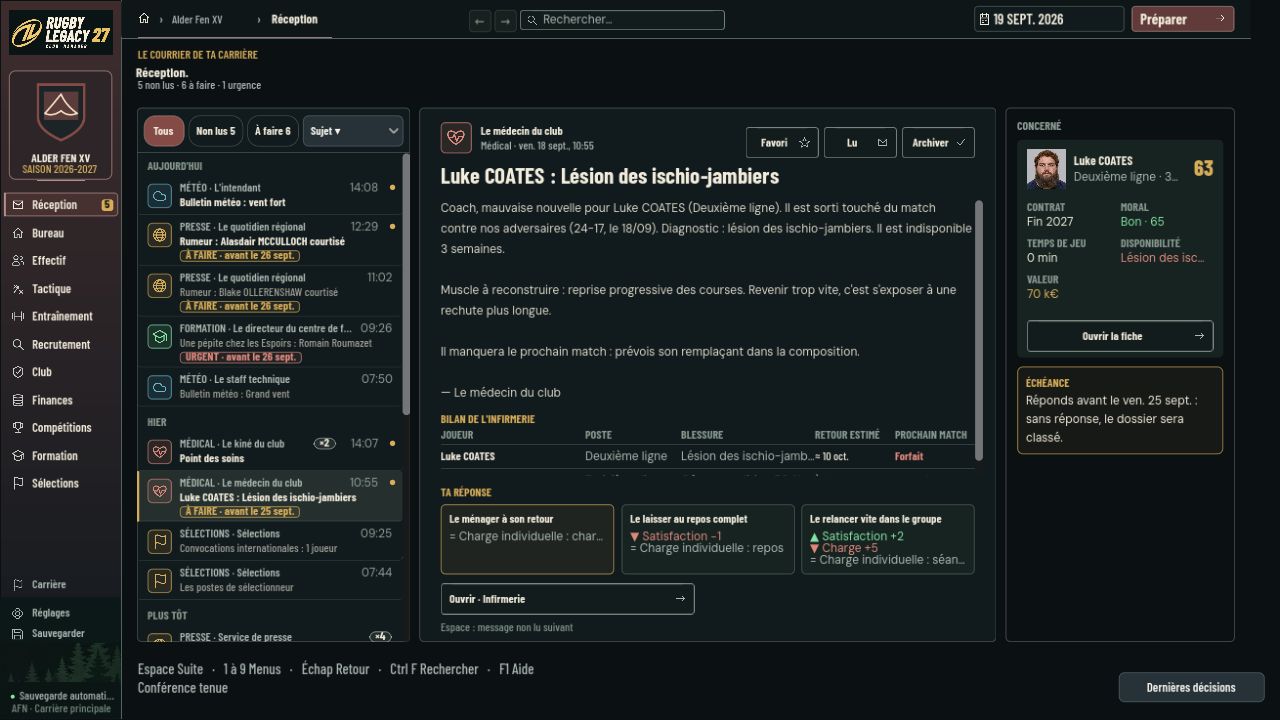 RUGBY
LEGACY 27
CLUB MANAGER
Alder Fen XV
Réception
Rechercher...
19 SEPT. 2026
Préparer
ALDER FEN XV
SAISON 2026-2027
Réception 5
Bureau
Effectif
Tactique
Entraînement
Recrutement
Club
Finances
Compétitions
Formation
Sélections
Carrière
Réglages
Sauvegarder
Sauvegarde automati...
AFN · Carrière principale
LE COURRIER DE TA CARRIÈRE
Réception.
5 non lus · 6 à faire · 1 urgence
Tous
Non lus 5
À faire 6
Sujet ▾
AUJOURD'HUI
MÉTÉO · L'intendant 14:08
Bulletin météo : vent fort
PRESSE · Le quotidien régional 12:29
Rumeur : Alasdair MCCULLOCH courtisé
À FAIRE · avant le 26 sept.
PRESSE · Le quotidien régional 11:02
Rumeur : Blake OLLERENSHAW courtisé
À FAIRE · avant le 26 sept.
FORMATION · Le directeur du centre de f... 09:26
Une pépite chez les Espoirs : Romain Roumazet
URGENT · avant le 26 sept.
MÉTÉO · Le staff technique 07:50
Bulletin météo : Grand vent
HIER
MÉDICAL · Le kiné du club ×2 14:07
Point des soins
MÉDICAL · Le médecin du club 10:55
Luke COATES : Lésion des ischio-jambiers
À FAIRE · avant le 25 sept.
SÉLECTIONS · Sélections 09:25
Convocations internationales : 1 joueur
SÉLECTIONS · Sélections 07:44
Les postes de sélectionneur
PLUS TÔT
PRESSE · Service de presse ×4
Le médecin du club
Médical · ven. 18 sept., 10:55
Favori
Lu
Archiver
Luke COATES : Lésion des ischio-jambiers
Coach, mauvaise nouvelle pour Luke COATES (Deuxième ligne). Il est sorti touché du match
contre nos adversaires (24-17, le 18/09). Diagnostic : lésion des ischio-jambiers. Il est indisponible
3 semaines.
Muscle à reconstruire : reprise progressive des courses. Revenir trop vite, c'est s'exposer à une
rechute plus longue.
Il manquera le prochain match : prévois son remplaçant dans la composition.
— Le médecin du club
BILAN DE L'INFIRMERIE
JOUEUR POSTE BLESSURE RETOUR ESTIMÉ PROCHAIN MATCH
Luke COATES Deuxième ligne Lésion des ischio-jamb... ≈ 10 oct. Forfait
TA RÉPONSE
Le ménager à son retour
= Charge individuelle : char...
Le laisser au repos complet
▼ Satisfaction -1
= Charge individuelle : repos
Le relancer vite dans le groupe
▲ Satisfaction +2
▼ Charge +5
= Charge individuelle : séan...
Ouvrir · Infirmerie
Espace : message non lu suivant
CONCERNÉ
Luke COATES
Deuxième ligne · 3...
63
CONTRAT MORAL
Fin 2027 Bon · 65
TEMPS DE JEU DISPONIBILITÉ
0 min Lésion des isc...
VALEUR
70 k€
Ouvrir la fiche
ÉCHÉANCE
Réponds avant le ven. 25 sept. :
sans réponse, le dossier sera
classé.
Espace Suite · 1 à 9 Menus · Échap Retour · Ctrl F Rechercher · F1 Aide
Conférence tenue
Dernières décisions